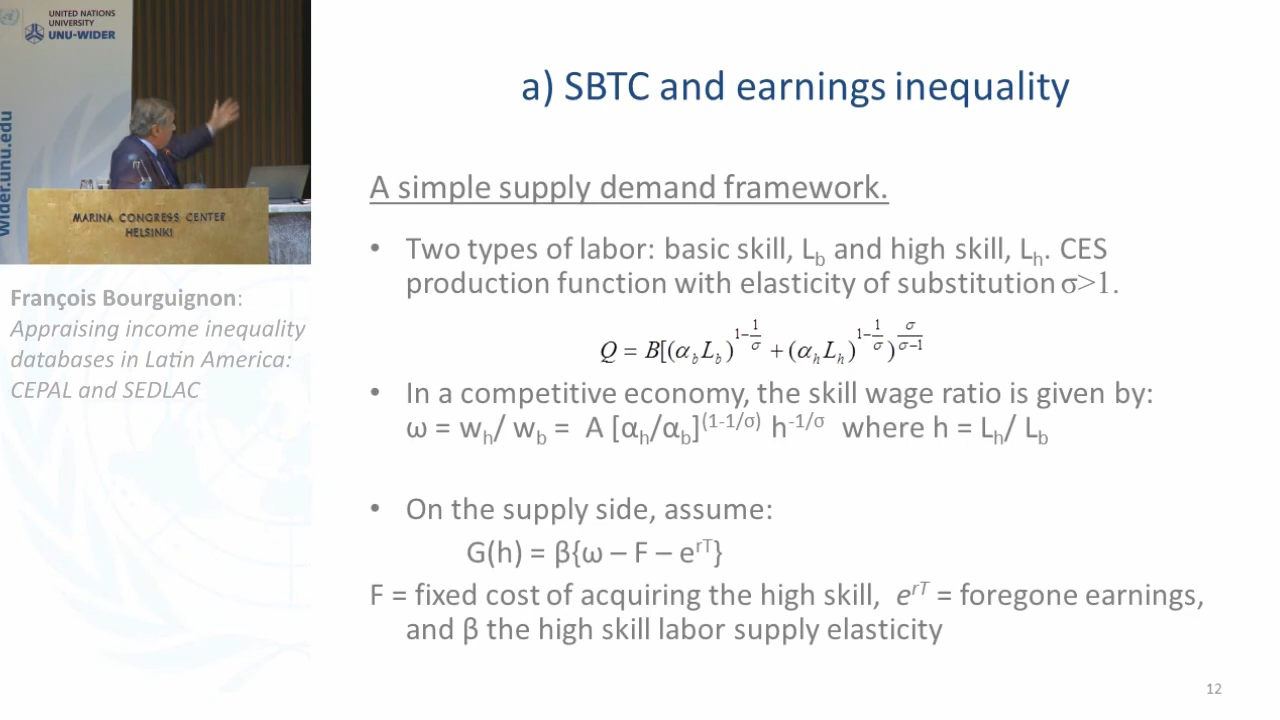 UNITED NATIONS
UNIVERSITY
UNU-WIDER
wider.unu.edu
MARINA CONGRESS CENTER
HELSINKI
François Bourguignon:
Appraising income inequality
databases in Latin America:
CEPAL and SEDLAC
a) SBTC and earnings inequality
A simple supply demand framework.
• Two types of labor: basic skill, L_b and high skill, L_h. CES
production function with elasticity of substitution σ>1.
Q = B[(α_b L_b)^{1-1/σ} + (α_h L_h)^{1-1/σ})^{σ/(σ-1)}
• In a competitive economy, the skill wage ratio is given by:
ω = w_h/ w_b = A [α_h/α_b]^{(1-1/σ)} h^{-1/σ} where h = L_h/ L_b
• On the supply side, assume:
G(h) = β{ω – F – e^{rT}}
F = fixed cost of acquiring the high skill, e^{rT} = foregone earnings,
and β the high skill labor supply elasticity
12